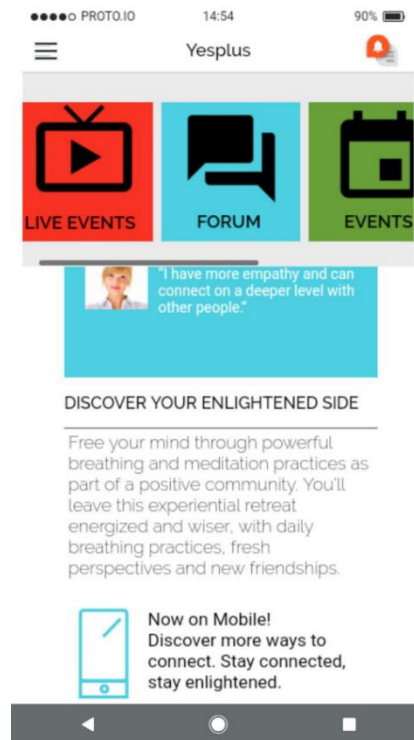 PROTO.IO 14:54 90%
Yesplus
LIVE EVENTS FORUM EVENTS
"I have more empathy and can
connect on a deeper level with
other people."
DISCOVER YOUR ENLIGHTENED SIDE
Free your mind through powerful
breathing and meditation practices as
part of a positive community. You'll
leave this experiential retreat
energized and wiser, with daily
breathing practices, fresh
perspectives and new friendships.
Now on Mobile!
Discover more ways to
connect. Stay connected,
stay enlightened.